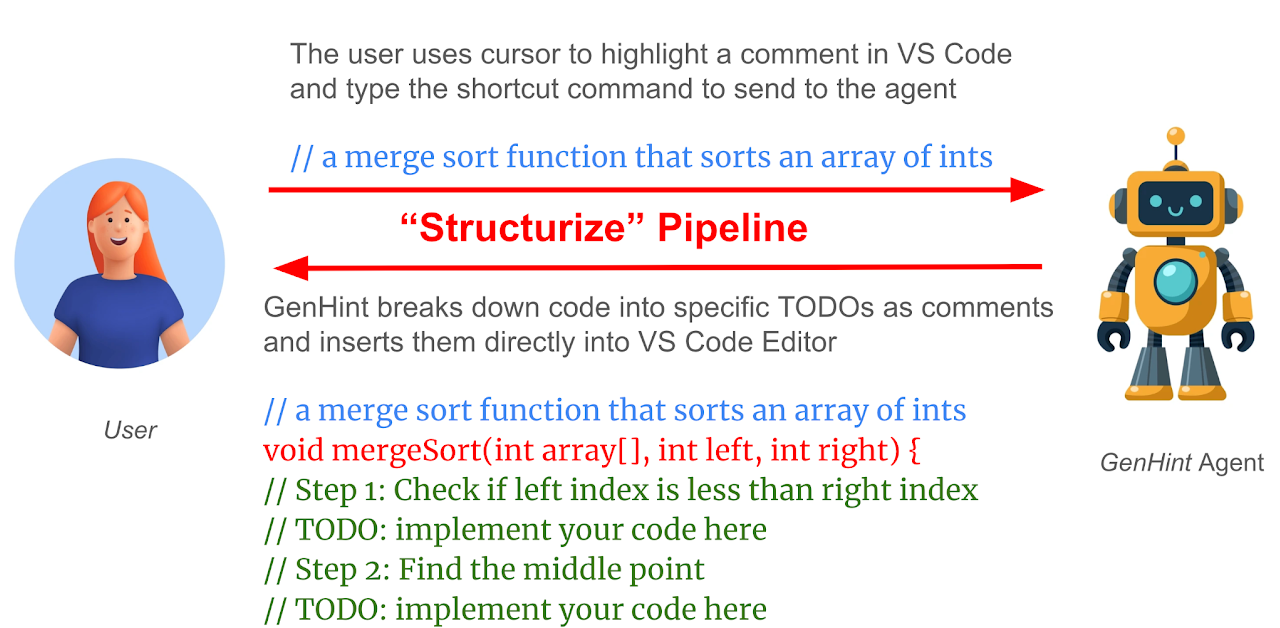 The user uses cursor to highlight a comment in VS Code
and type the shortcut command to send to the agent
// a merge sort function that sorts an array of ints
“Structurize” Pipeline
GenHint breaks down code into specific TODOs as comments
and inserts them directly into VS Code Editor
// a merge sort function that sorts an array of ints
void mergeSort(int array[], int left, int right) {
// Step 1: Check if left index is less than right index
// TODO: implement your code here
// Step 2: Find the middle point
// TODO: implement your code here
User
GenHint Agent